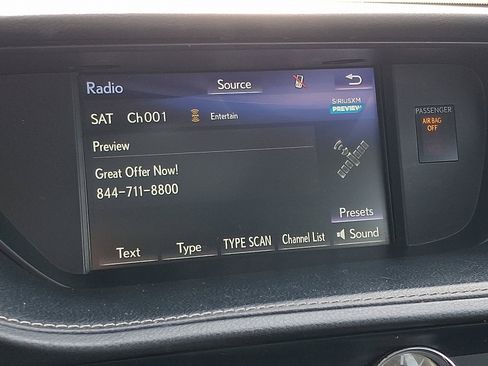 Radio
Source
SIRIUSXM
PREVIEW
SAT Ch001 Entertain
Preview
Great Offer Now!
844-711-8800
Presets
Text
Type
TYPE SCAN
Channel List
Sound
PASSENGER
AIR BAG
OFF